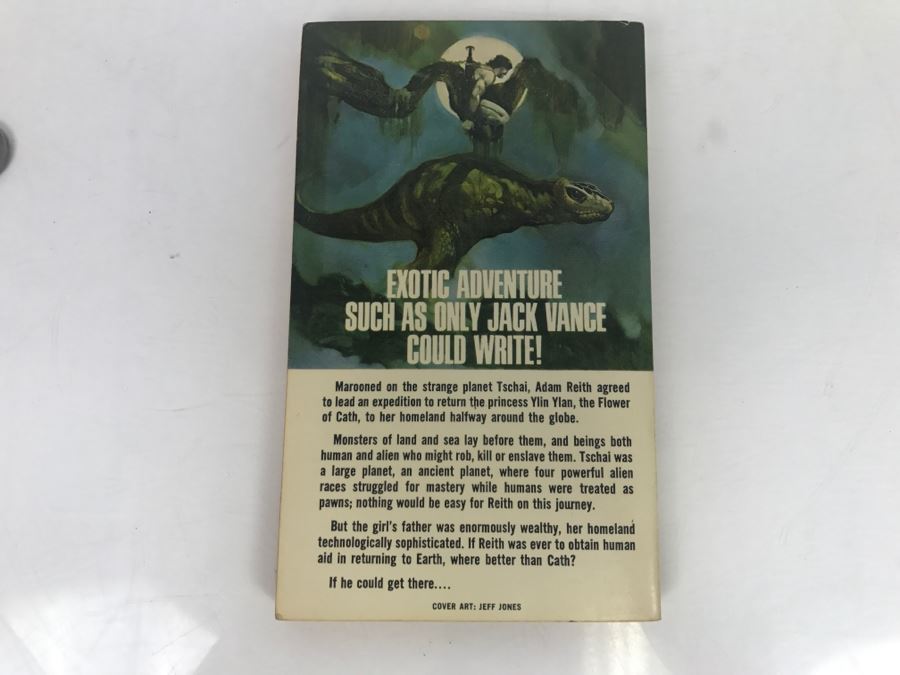 EXOTIC ADVENTURE
SUCH AS ONLY JACK VANCE
COULD WRITE!
Marooned on the strange planet Tschai, Adam Reith agreed
to lead an expedition to return the princess Ylin Ylan, the Flower
of Cath, to her homeland halfway around the globe.
Monsters of land and sea lay before them, and beings both
human and alien who might rob, kill or enslave them. Tschai was
a large planet, an ancient planet, where four powerful alien
races struggled for mastery while humans were treated as
pawns; nothing would be easy for Reith on this journey.
But the girl's father was enormously wealthy, her homeland
technologically sophisticated. If Reith was ever to obtain human
aid in returning to Earth, where better than Cath?
If he could get there....
COVER ART: JEFF JONES